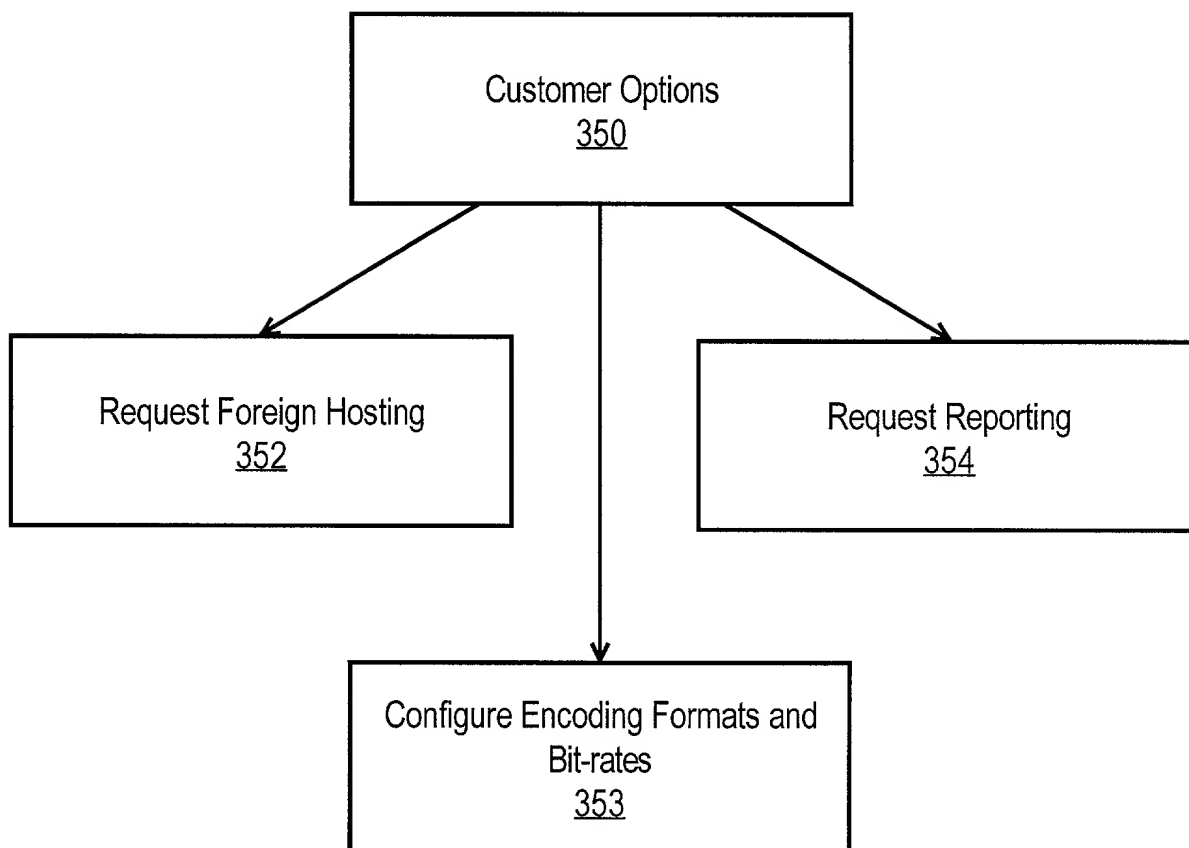 Customer Options
350
Request Foreign Hosting
352
Request Reporting
354
Configure Encoding Formats and
Bit-rates
353